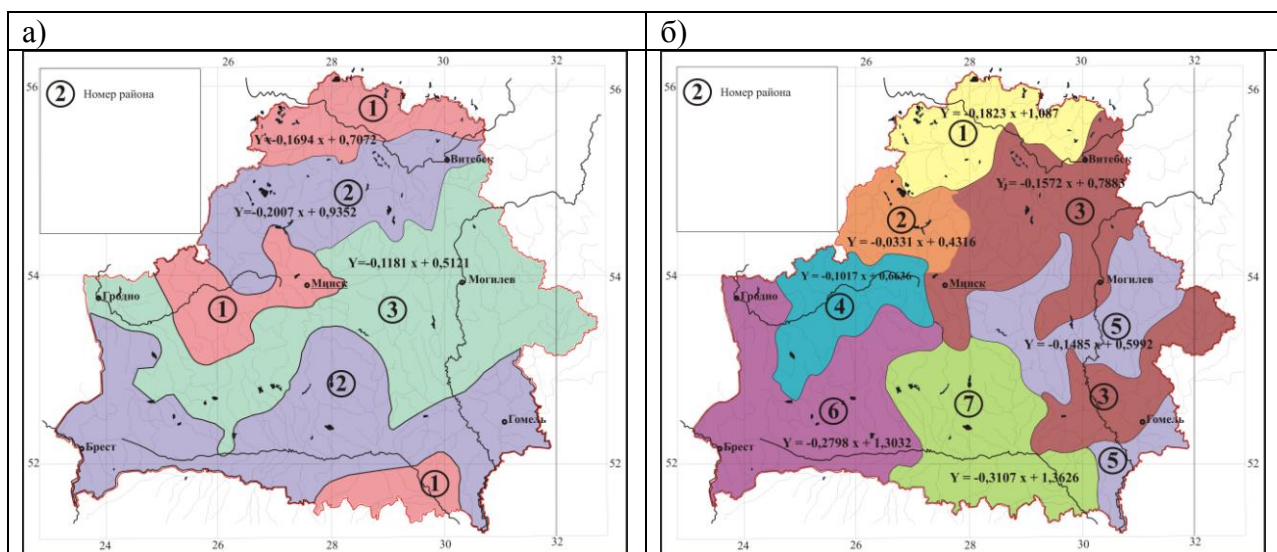 а)
26 28 30 32
56
② Номер района
①
Y=-0,1694 x + 0,7072
Витебск
②
Y=-0,2007 x + 0,9352
54
Y=-0,1181 x + 0,5121
54
Гродно
Минск
Могилев
①
③
②
Гомель
Брест
52
52
①
24 26 28 30
б)
26 28 30 32
56
② Номер района
Y = -0,1823 x +1,087
①
Витебск
Y = -0,1572 x + 0,7883
②
③
Y = -0,0331 x + 0,4316
54
Y = -0,1017 x + 0,6636
54
Гродно
Минск
Могилев
④
⑤
Y = -0,1485 x + 0,5992
⑥
⑦
③
Гомель
Y = -0,2798 x + 1,3032
Брест
52
⑤
52
Y = -0,3107 x + 1,3626
24 26 28 30